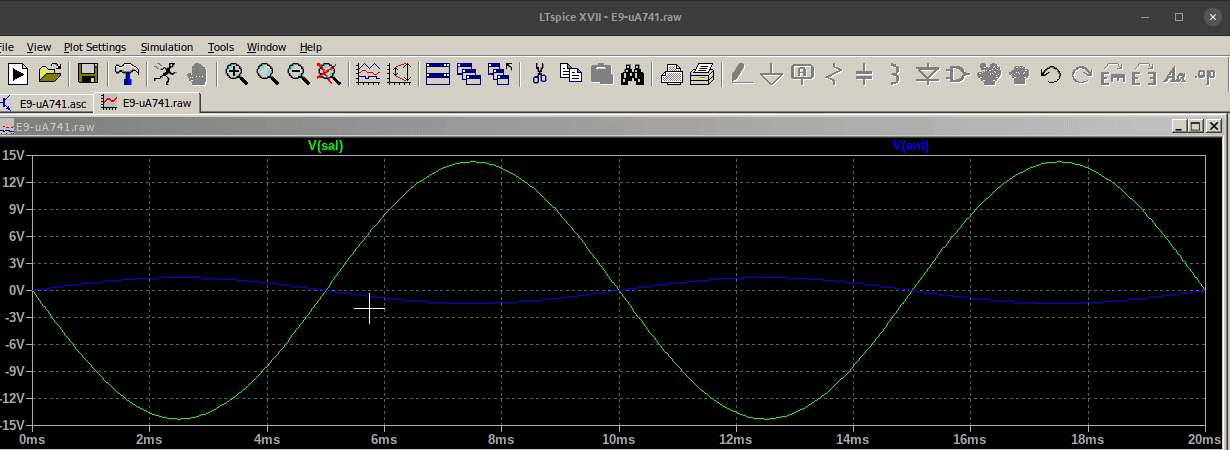 LTspice XVII - E9-uA741.raw
File View Plot Settings Simulation Tools Window Help
.op
E9-uA741.asc E9-uA741.raw
E9-uA741.raw
V(sal) V(ent)
15V
12V
9V
6V
3V
0V
-3V
-6V
-9V
-12V
-15V
0ms 2ms 4ms 6ms 8ms 10ms 12ms 14ms 16ms 18ms 20ms